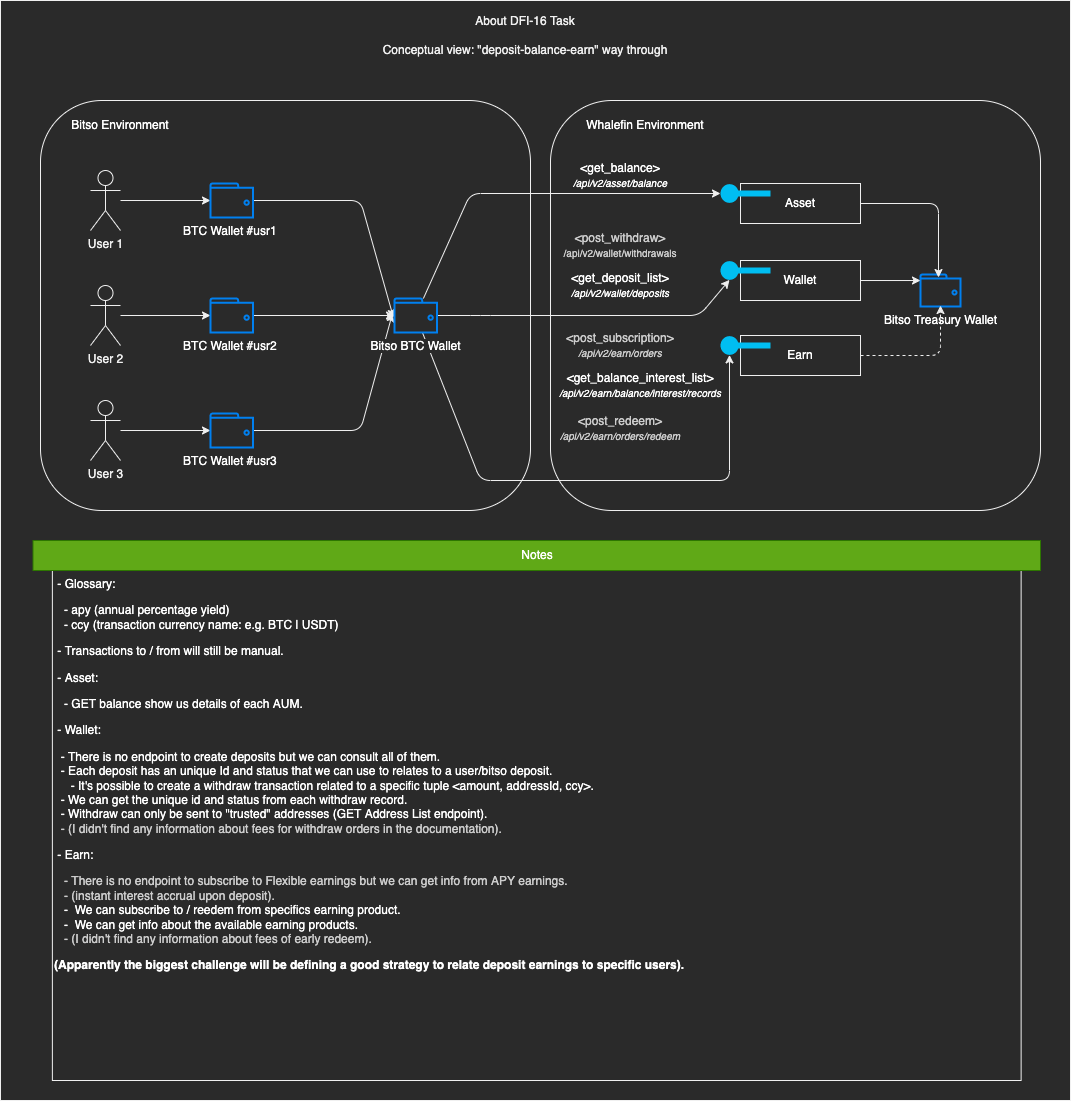 About DFI-16 Task
Conceptual view: "deposit-balance-earn" way through
Bitso Environment
User 1
BTC Wallet #usr1
User 2
BTC Wallet #usr2
User 3
BTC Wallet #usr3
Bitso BTC Wallet
Whalefin Environment
<get_balance>
/api/v2/asset/balance
Asset
<post_withdraw>
/api/v2/wallet/withdrawals
<get_deposit_list>
/api/v2/wallet/deposits
Wallet
Bitso Treasury Wallet
<post_subscription>
/api/v2/earn/orders
Earn
<get_balance_interest_list>
/api/v2/earn/balance/interest/records
<post_redeem>
/api/v2/earn/orders/redeem
Notes
- Glossary:
- apy (annual percentage yield)
- ccy (transaction currency name: e.g. BTC | USDT)
- Transactions to / from will still be manual.
- Asset:
- GET balance show us details of each AUM.
- Wallet:
- There is no endpoint to create deposits but we can consult all of them.
- Each deposit has an unique Id and status that we can use to relates to a user/bitso deposit.
- It's possible to create a withdraw transaction related to a specific tuple <amount, addressId, ccy>.
- We can get the unique id and status from each withdraw record.
- Withdraw can only be sent to "trusted" addresses (GET Address List endpoint).
- (I didn't find any information about fees for withdraw orders in the documentation).
- Earn:
- There is no endpoint to subscribe to Flexible earnings but we can get info from APY earnings.
- (instant interest accrual upon deposit).
- We can subscribe to / reedem from specifics earning product.
- We can get info about the available earning products.
- (I didn't find any information about fees of early redeem).
(Apparently the biggest challenge will be defining a good strategy to relate deposit earnings to specific users).